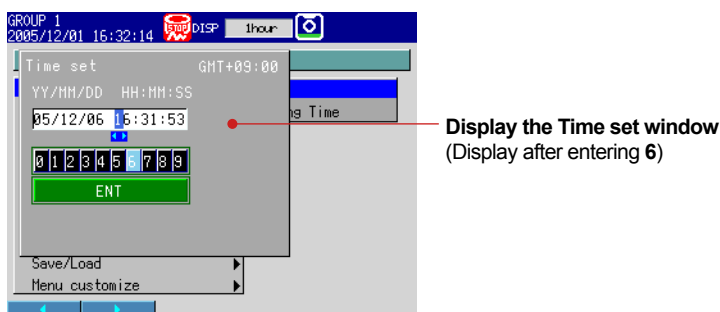 GROUP 1
2005/12/01 16:32:14 STOP DISP 1hour
Time set GMT+09:00
YY/MM/DD HH:MM:SS
05/12/06 16:31:53
ng Time
0 1 2 3 4 5 6 7 8 9
ENT
Save/Load
Menu customize
Display the Time set window
(Display after entering 6)